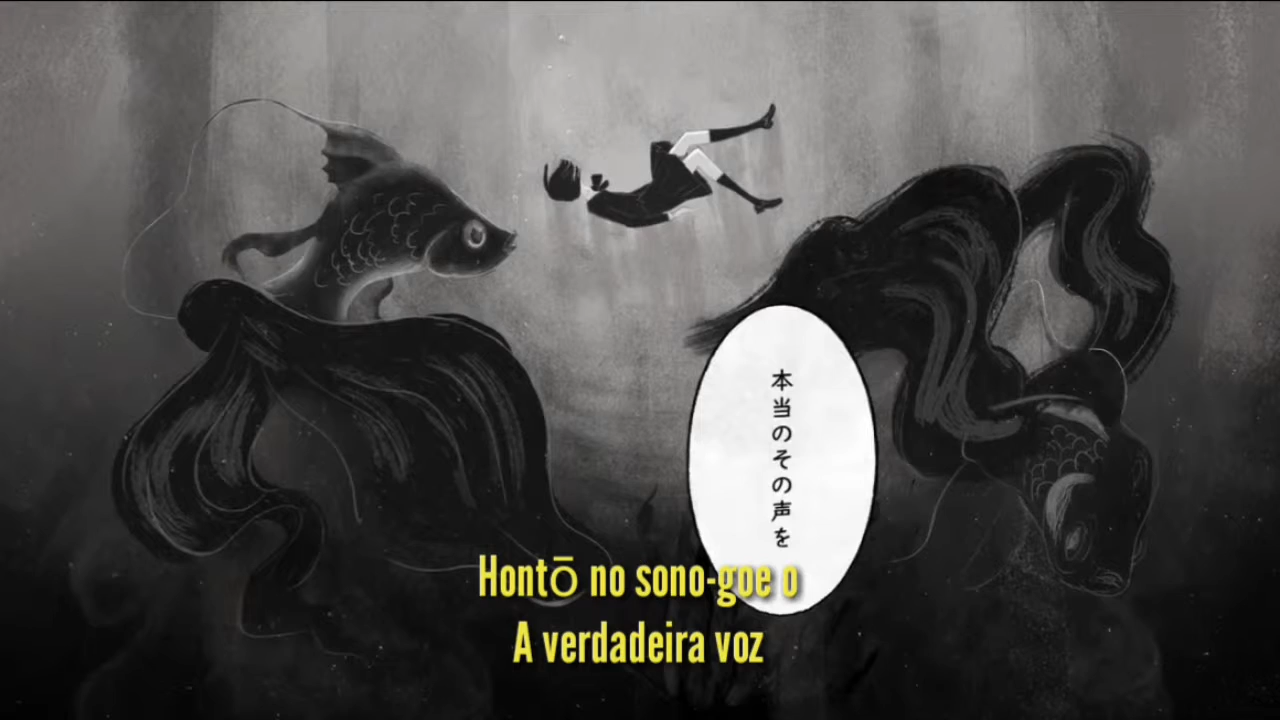 本当のその声を
Hontō no sono-goe o
A verdadeira voz